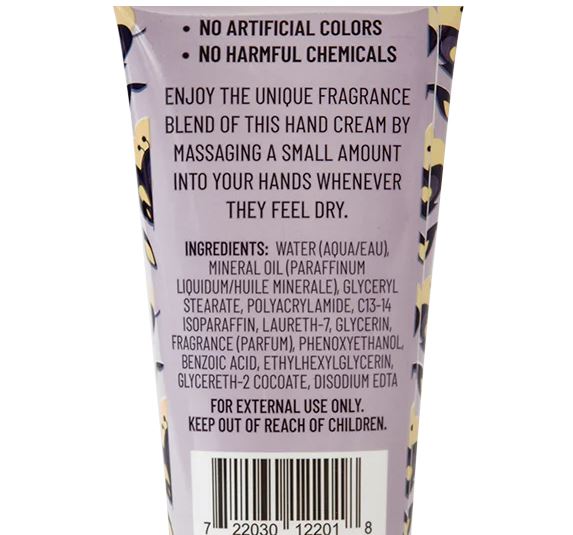 • NO ARTIFICIAL COLORS
• NO HARMFUL CHEMICALS
ENJOY THE UNIQUE FRAGRANCE
BLEND OF THIS HAND CREAM BY
MASSAGING A SMALL AMOUNT
INTO YOUR HANDS WHENEVER
THEY FEEL DRY.
INGREDIENTS: WATER (AQUA/EAU),
MINERAL OIL (PARAFFINUM
LIQUIDUM/HUILE MINERALE), GLYCERYL
STEARATE, POLYACRYLAMIDE, C13-14
ISOPARAFFIN, LAURETH-7, GLYCERIN,
FRAGRANCE (PARFUM), PHENOXYETHANOL,
BENZOIC ACID, ETHYLHEXYLGLYCERIN,
GLYCERETH-2 COCOATE, DISODIUM EDTA
FOR EXTERNAL USE ONLY.
KEEP OUT OF REACH OF CHILDREN.
7 22030 12201 8